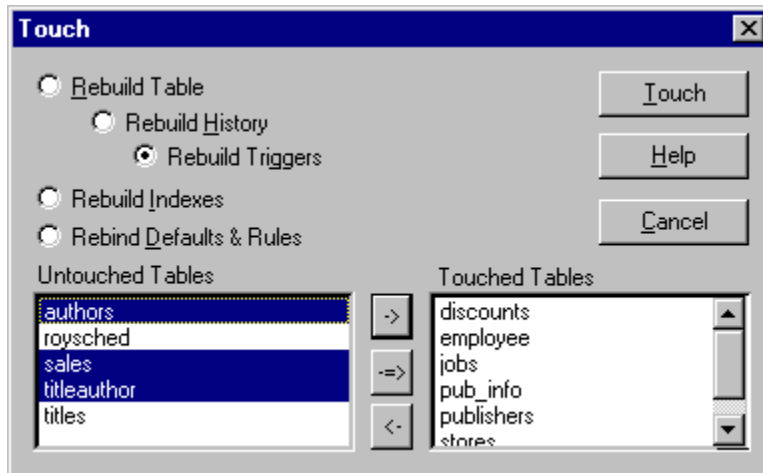 Touch
Rebuild Table
Rebuild History
Rebuild Triggers
Rebuild Indexes
Rebind Defaults & Rules
Touch
Help
Cancel
Untouched Tables
authors
roysched
sales
titleauthor
titles
->
-=>
<-
Touched Tables
discounts
employee
jobs
pub_info
publishers
stores